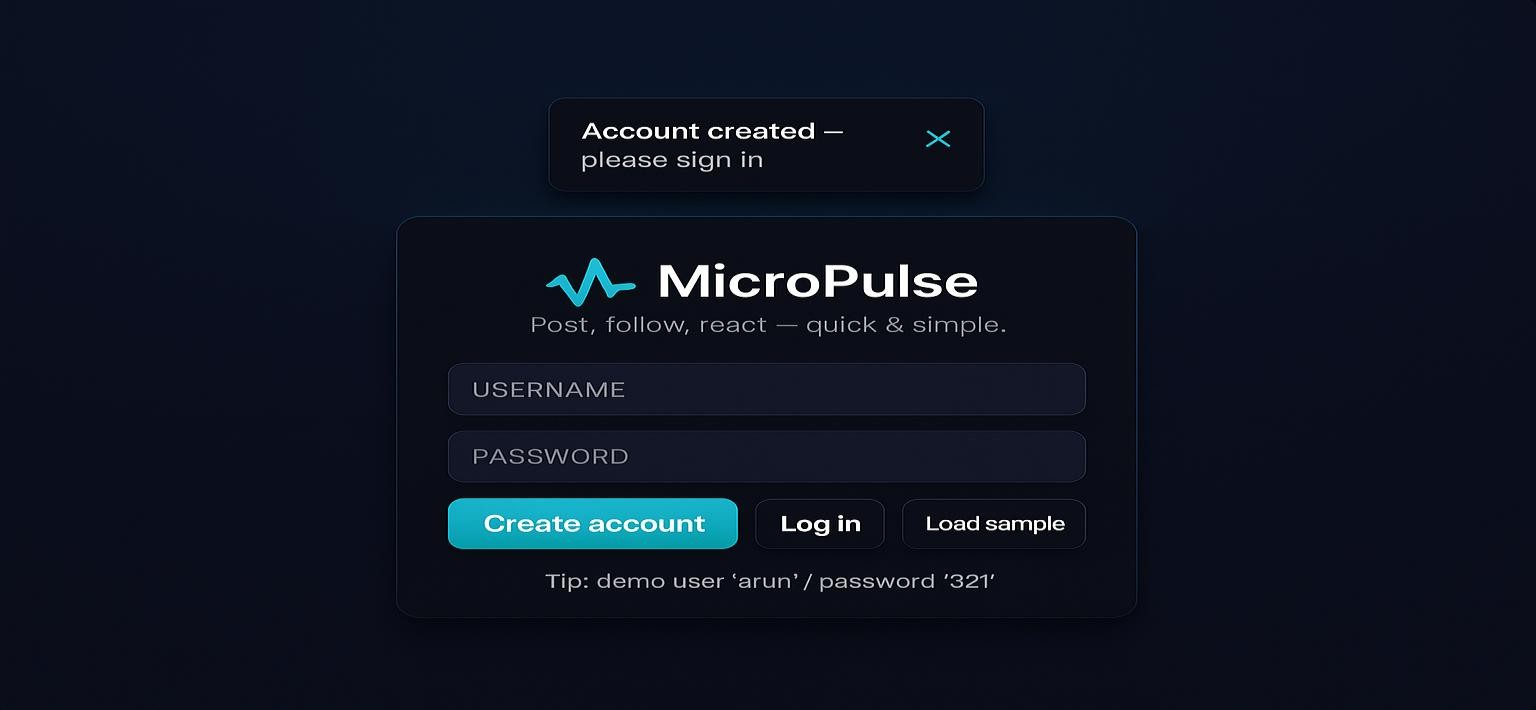 Account created —
please sign in
MicroPulse
Post, follow, react — quick & simple.
USERNAME
PASSWORD
Create account
Log in
Load sample
Tip: demo user ‘arun’ / password ′321′